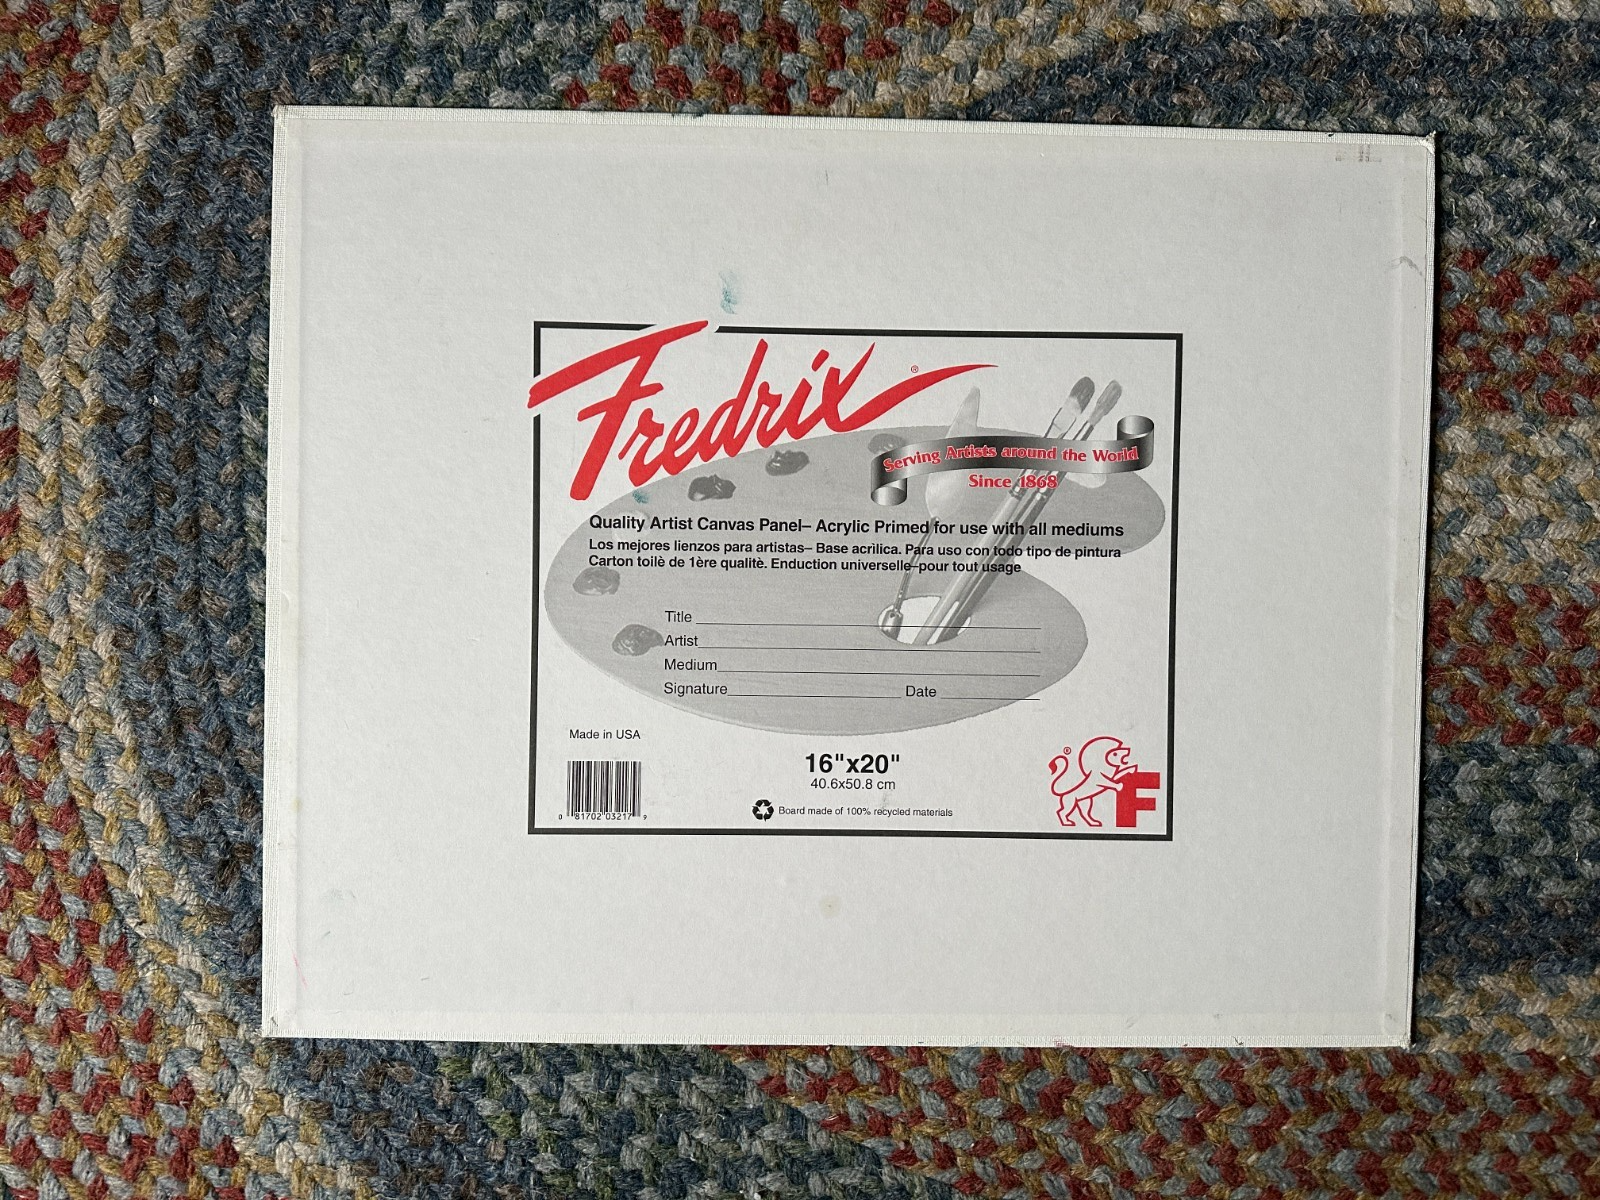 Fredrix®
Serving Artists around the World
Since 1868
Quality Artist Canvas Panel– Acrylic Primed for use with all mediums
Los mejores lienzos para artistas– Base acrilica. Para uso con todo tipo de pintura
Carton toilè de 1ère qualitè. Enduction universelle–pour tout usage
Title
Artist
Medium
Signature Date
Made in USA
16"x20"
40.6x50.8 cm
Board made of 100% recycled materials
0 81702 03217 9
®
F